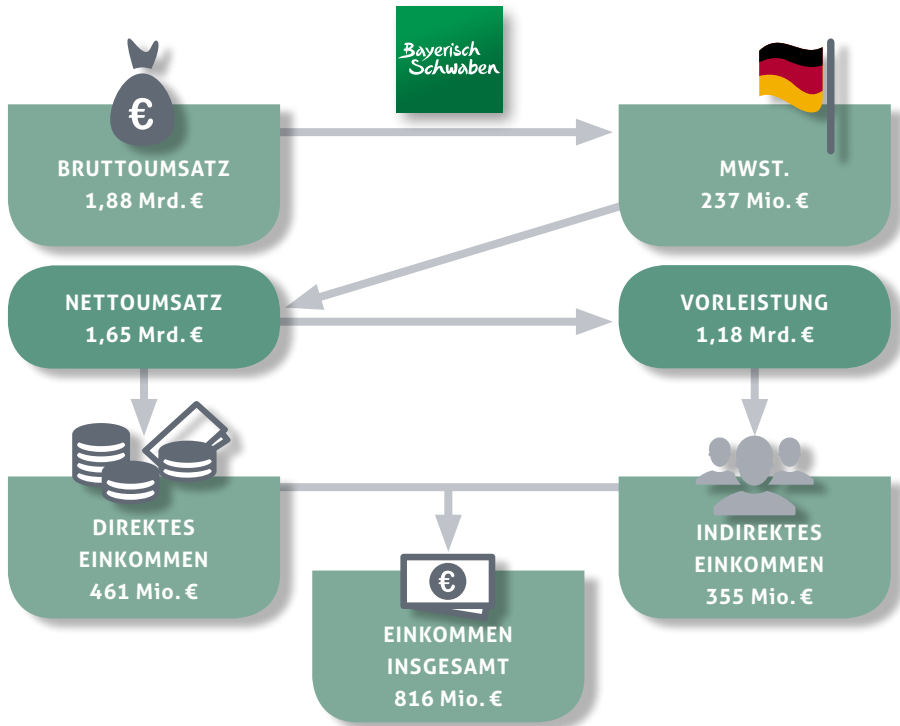 Bayerisch
Schwaben
€
BRUTTOUMSATZ
1,88 Mrd. €
MWST.
237 Mio. €
NETTOUMSATZ
1,65 Mrd. €
VORLEISTUNG
1,18 Mrd. €
DIREKTES
EINKOMMEN
461 Mio. €
INDIREKTES
EINKOMMEN
355 Mio. €
€
EINKOMMEN
INSGESAMT
816 Mio. €